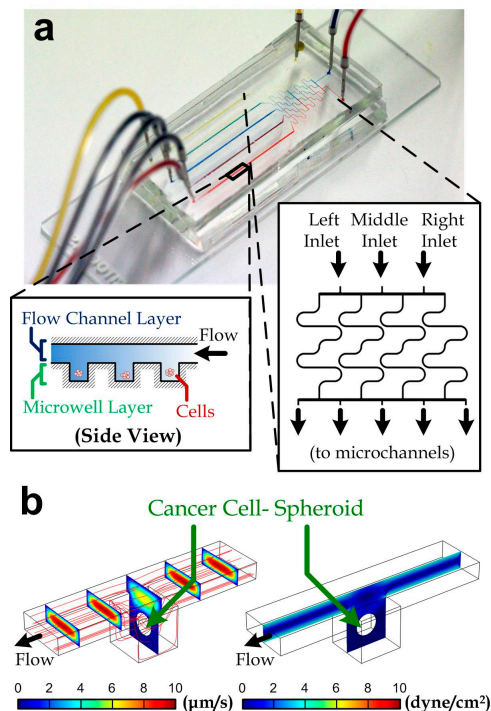 a
Left Middle Right
Inlet Inlet Inlet
Flow Channel Layer
Flow
Microwell Layer
Cells
(Side View)
(to microchannels)
b
Cancer Cell- Spheroid
Flow
Flow
0 2 4 6 8 10 (µm/s)
0 2 4 6 8 10 (dyne/cm²)